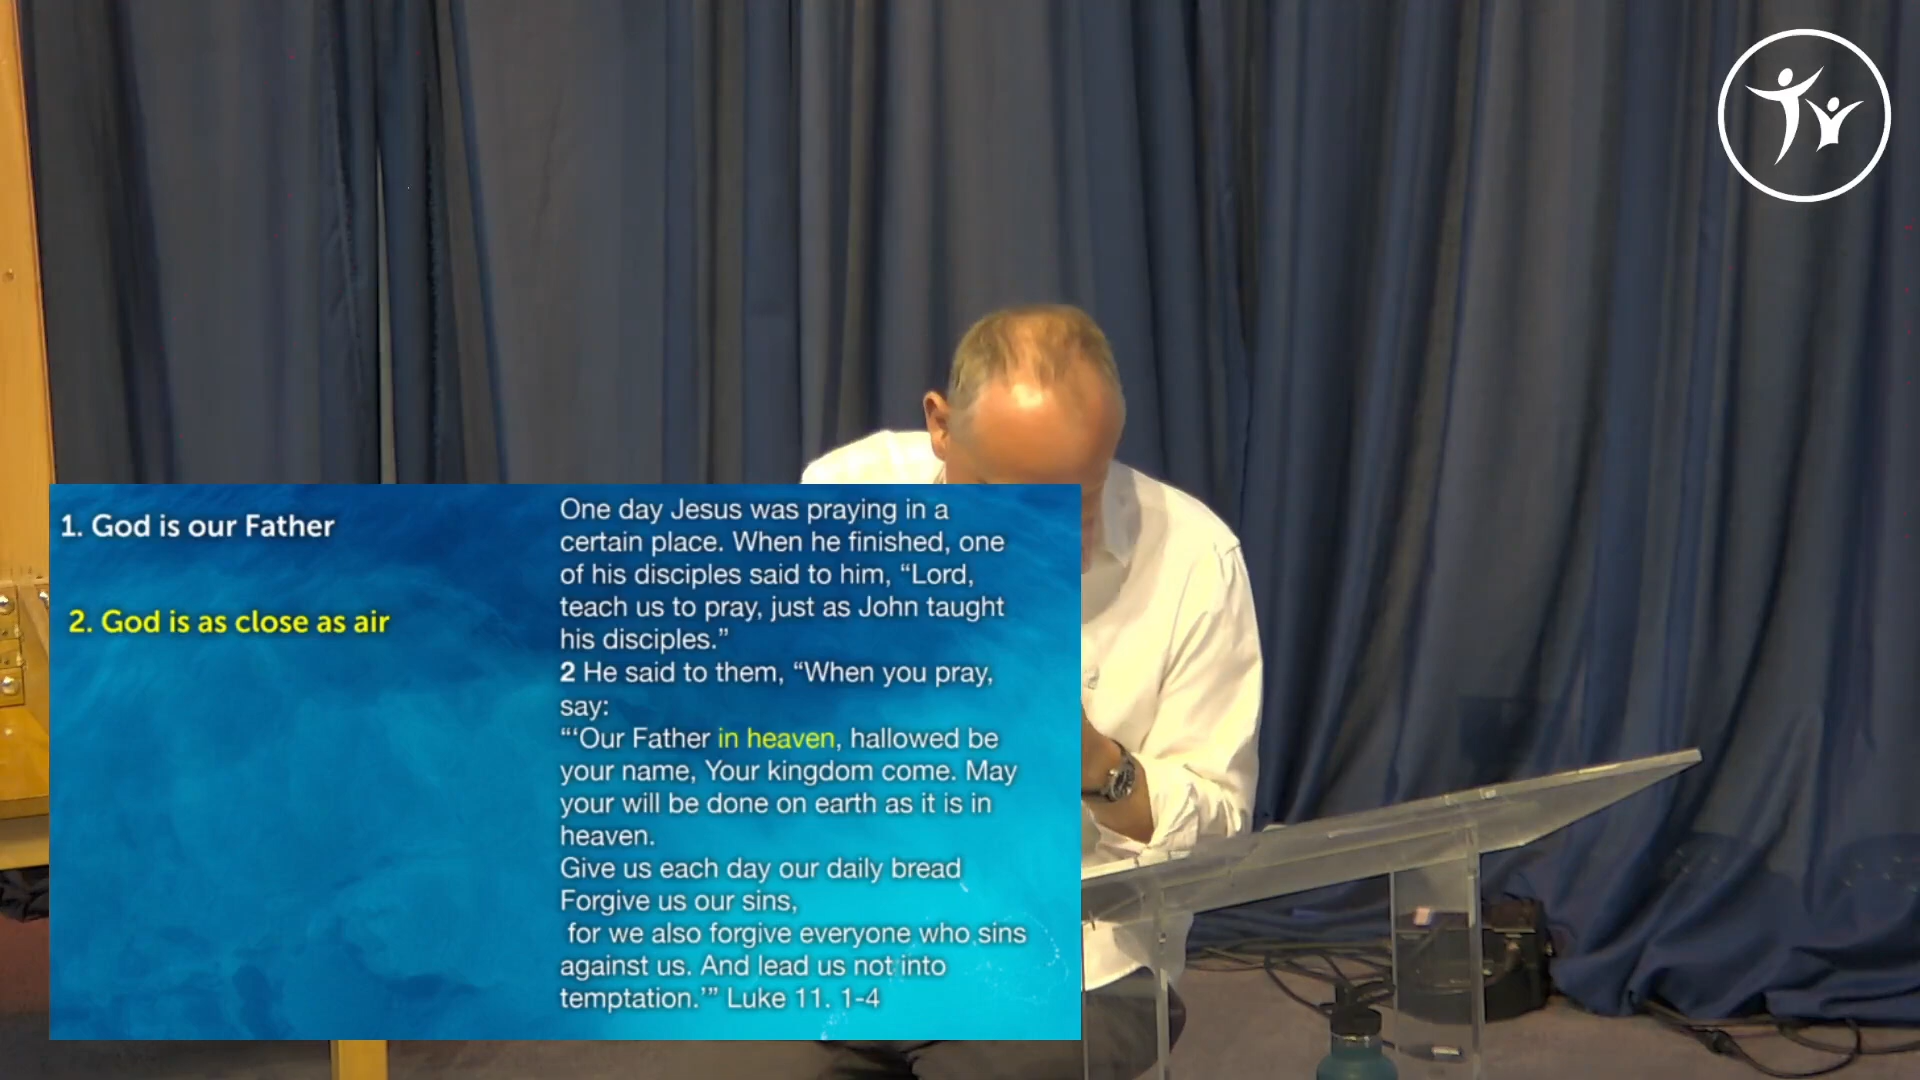 1. God is our Father
2. God is as close as air
One day Jesus was praying in a
certain place. When he finished, one
of his disciples said to him, “Lord,
teach us to pray, just as John taught
his disciples.”
2 He said to them, “When you pray,
say:
“‘Our Father in heaven, hallowed be
your name, Your kingdom come. May
your will be done on earth as it is in
heaven.
Give us each day our daily bread
Forgive us our sins,
for we also forgive everyone who sins
against us. And lead us not into
temptation.’” Luke 11. 1-4